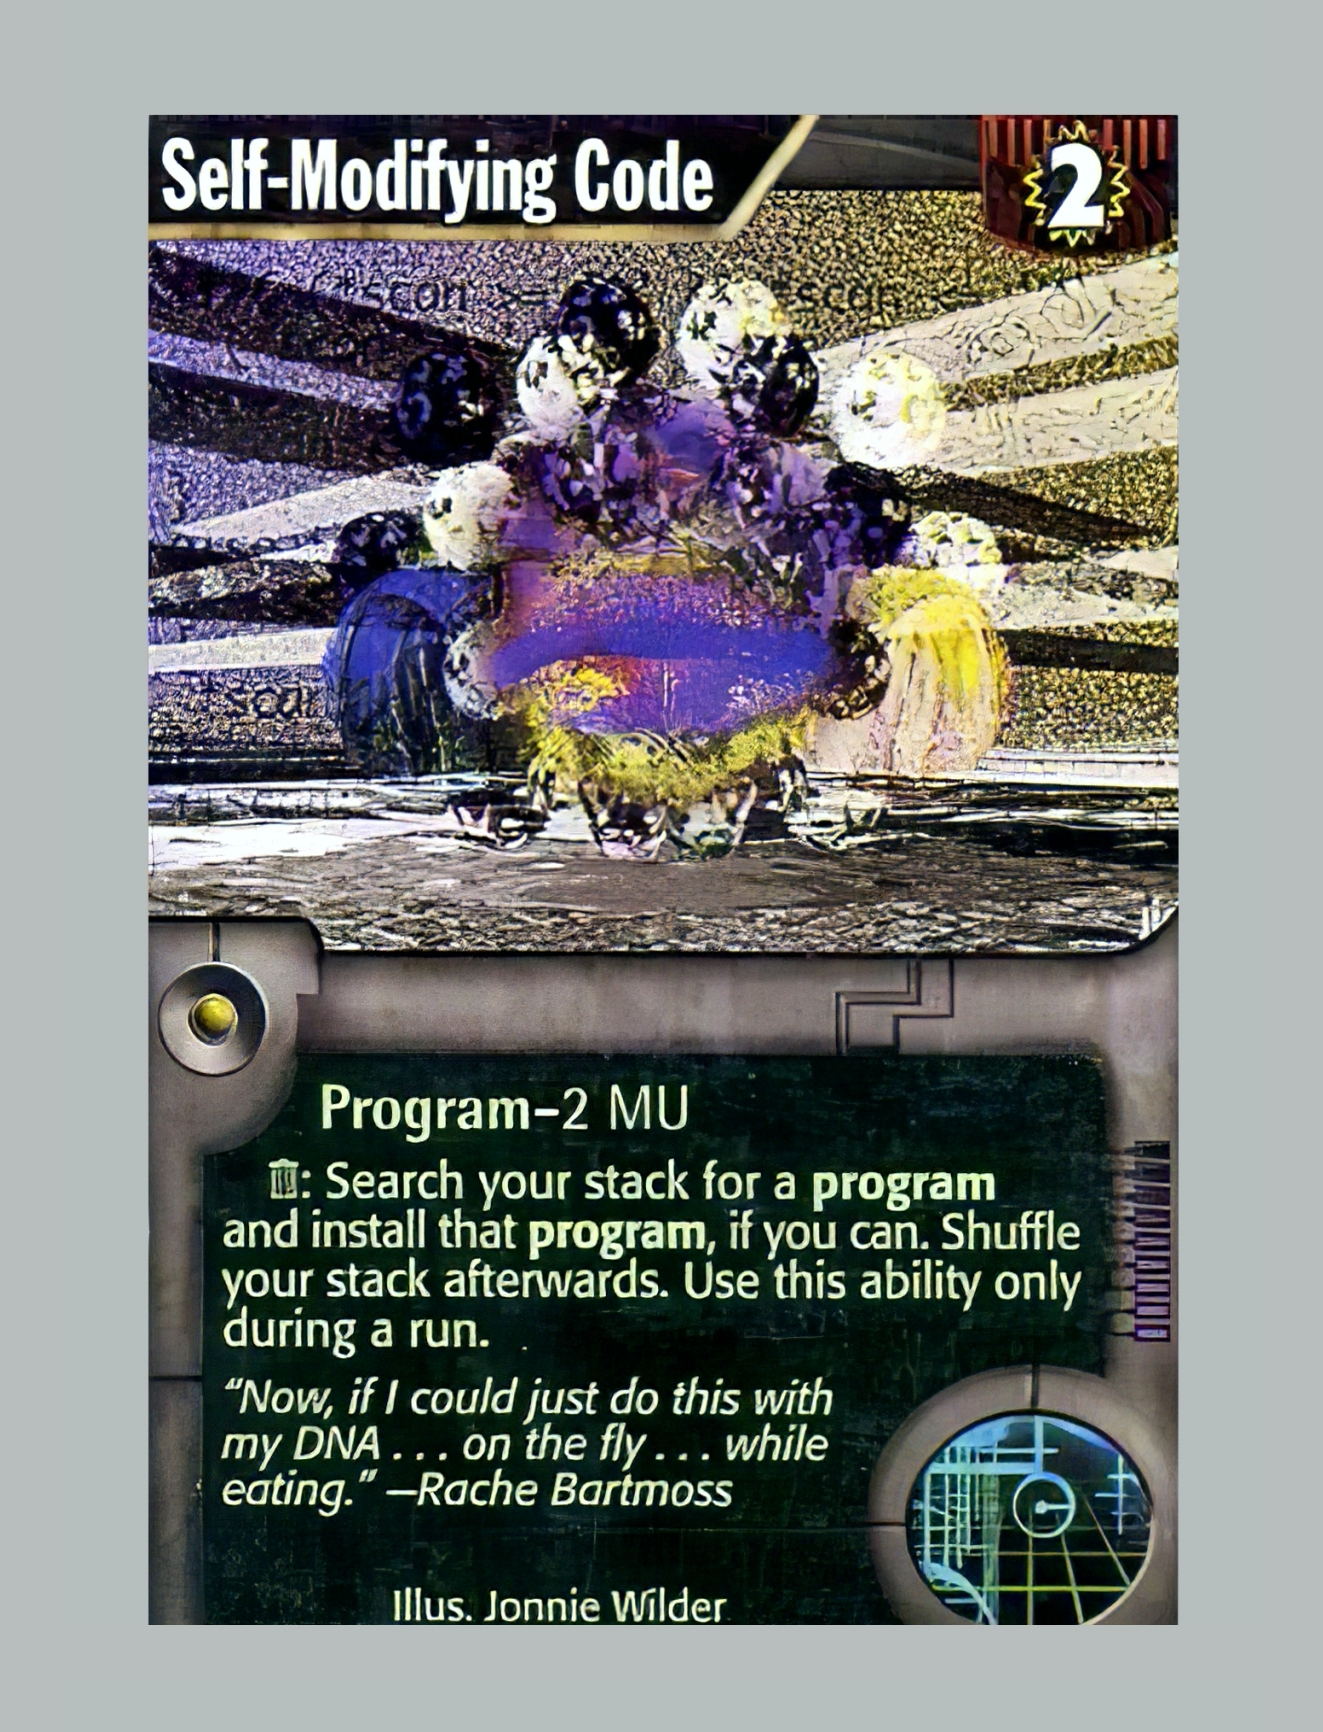 Self-Modifying Code
2
Program–2 MU
: Search your stack for a program
and install that program, if you can. Shuffle
your stack afterwards. Use this ability only
during a run.
“Now, if I could just do this with
my DNA . . . on the fly . . . while
eating.” –Rache Bartmoss
Illus. Jonnie Wilder